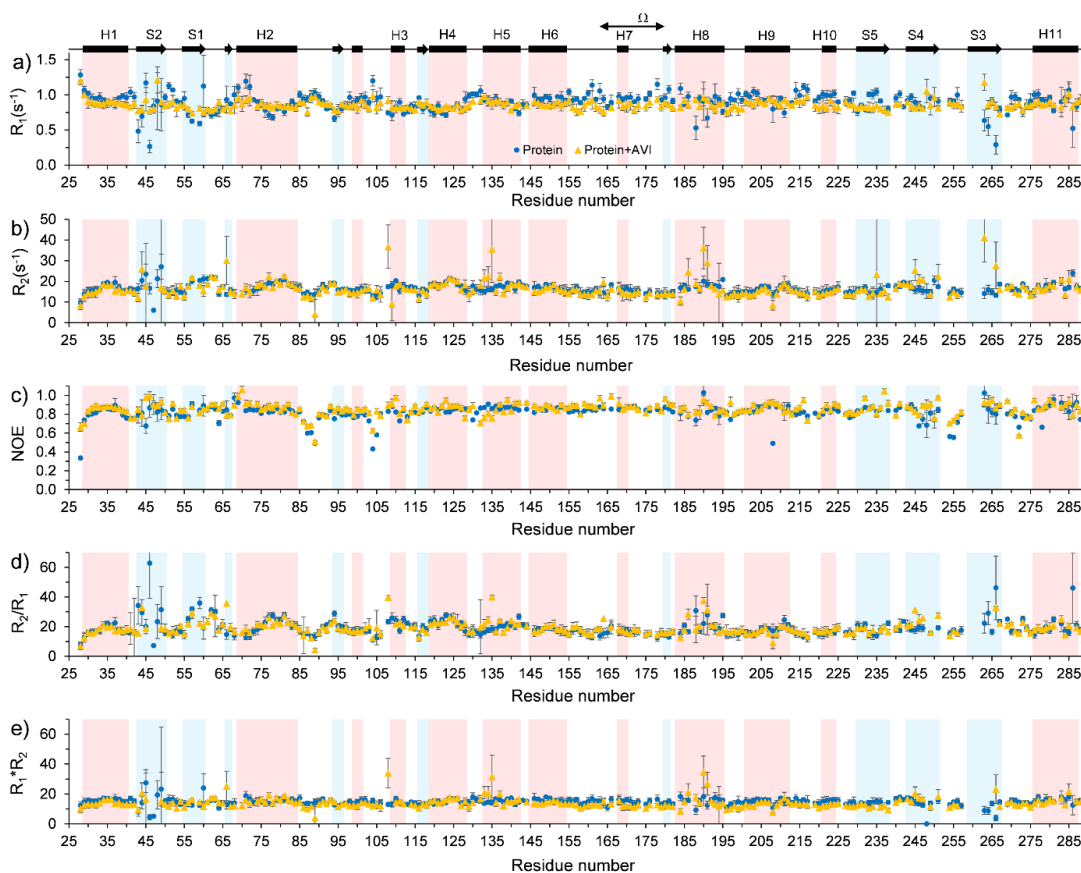 Ω
H1 S2 S1 H2 H3 H4 H5 H6 H7 H8 H9 H10 S5 S4 S3 H11
a)
R1(s⁻¹)
1.5
1.0
0.5
0.0
Protein Protein+AVI
25 35 45 55 65 75 85 95 105 115 125 135 145 155 165 175 185 195 205 215 225 235 245 255 265 275 285
Residue number
b)
R2(s⁻¹)
50
40
30
20
10
0
25 35 45 55 65 75 85 95 105 115 125 135 145 155 165 175 185 195 205 215 225 235 245 255 265 275 285
Residue number
c)
NOE
1.0
0.8
0.6
0.4
0.2
0.0
25 35 45 55 65 75 85 95 105 115 125 135 145 155 165 175 185 195 205 215 225 235 245 255 265 275 285
Residue number
d)
R2/R1
60
40
20
0
25 35 45 55 65 75 85 95 105 115 125 135 145 155 165 175 185 195 205 215 225 235 245 255 265 275 285
Residue number
e)
R1*R2
60
40
20
0
25 35 45 55 65 75 85 95 105 115 125 135 145 155 165 175 185 195 205 215 225 235 245 255 265 275 285
Residue number